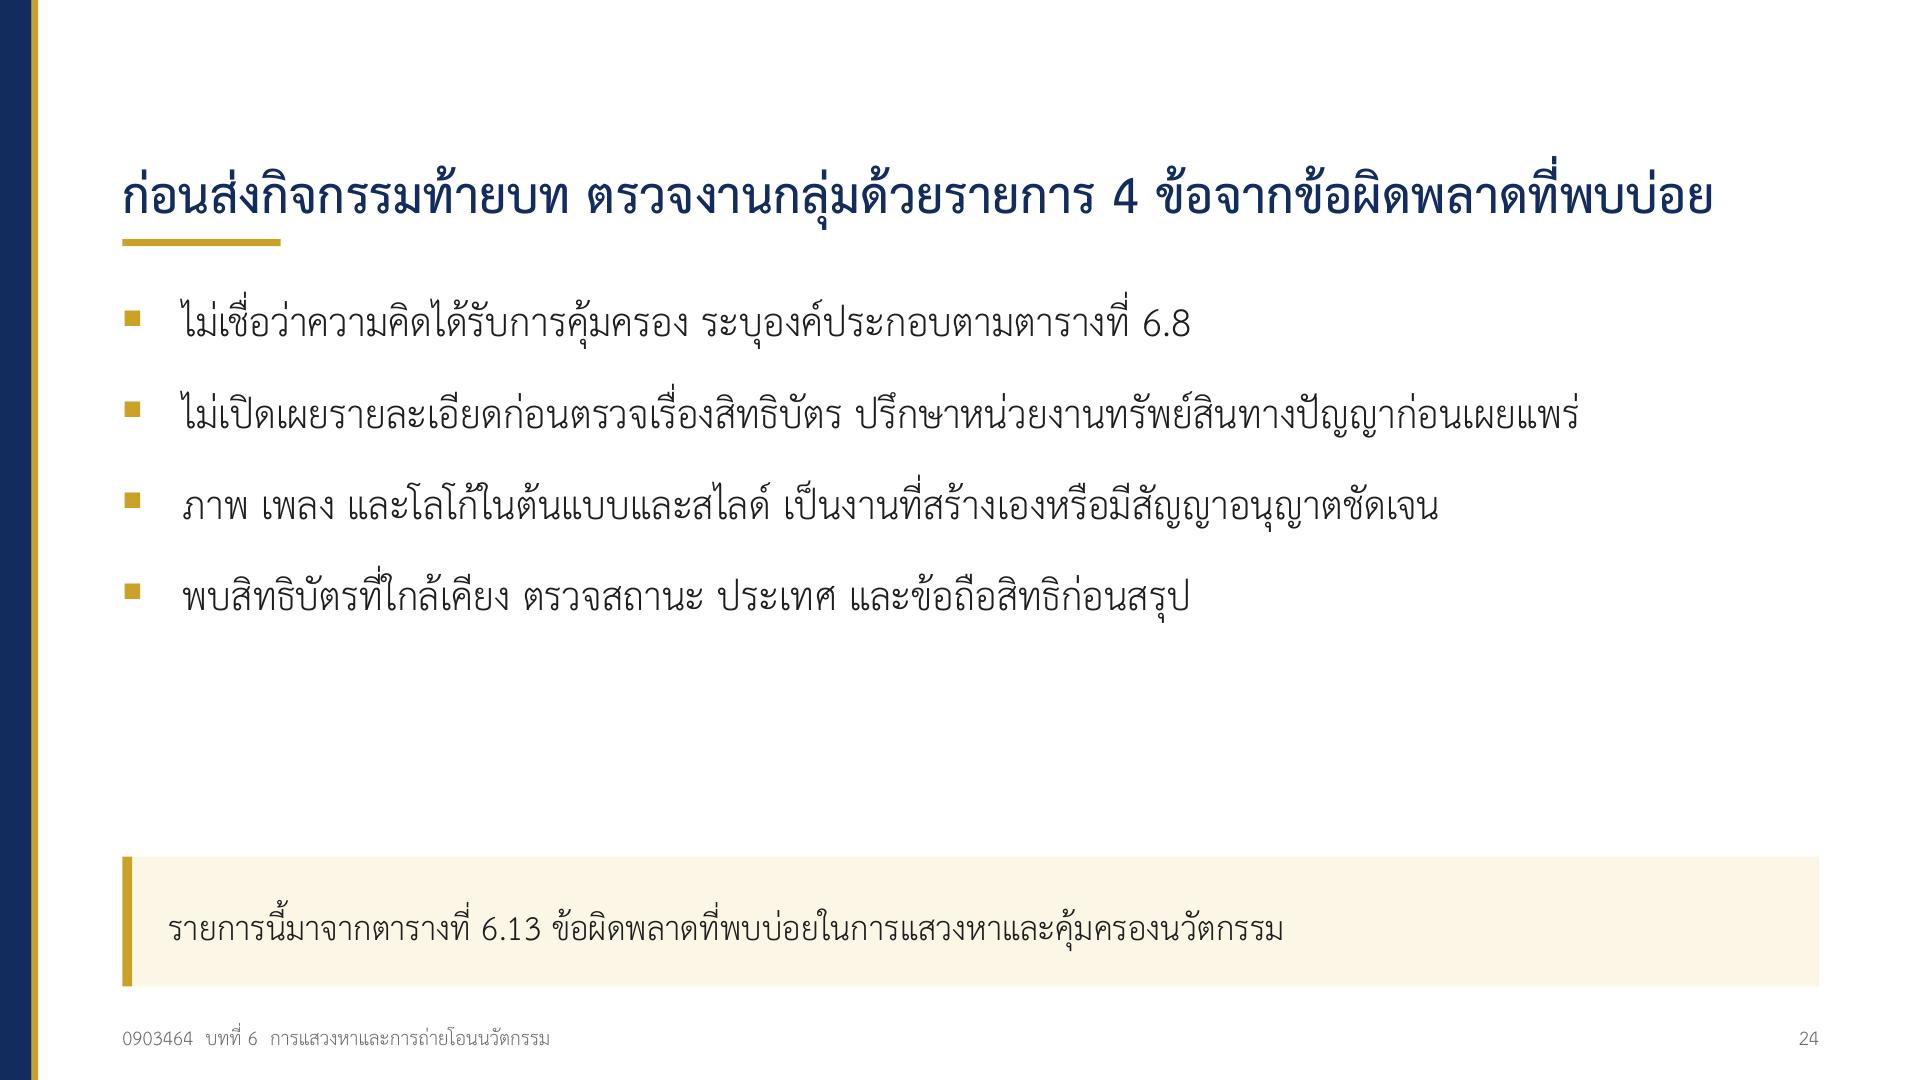 ก่อนส่งกิจกรรมท้ายบท ตรวจงานกลุ่มด้วยรายการ 4 ข้อจากข้อผิดพลาดที่พบบ่อย
ไม่เชื่อว่าความคิดได้รับการคุ้มครอง ระบุองค์ประกอบตามตารางที่ 6.8
ไม่เปิดเผยรายละเอียดก่อนตรวจเรื่องสิทธิบัตร ปรึกษาหน่วยงานทรัพย์สินทางปัญญาก่อนเผยแพร่
ภาพ เพลง และโลโก้ในต้นแบบและสไลด์ เป็นงานที่สร้างเองหรือมีสัญญาอนุญาตชัดเจน
พบสิทธิบัตรที่ใกล้เคียง ตรวจสถานะ ประเทศ และข้อถือสิทธิก่อนสรุป
รายการนี้มาจากตารางที่ 6.13 ข้อผิดพลาดที่พบบ่อยในการแสวงหาและคุ้มครองนวัตกรรม
0903464 บทที่ 6 การแสวงหาและการถ่ายโอนนวัตกรรม
24